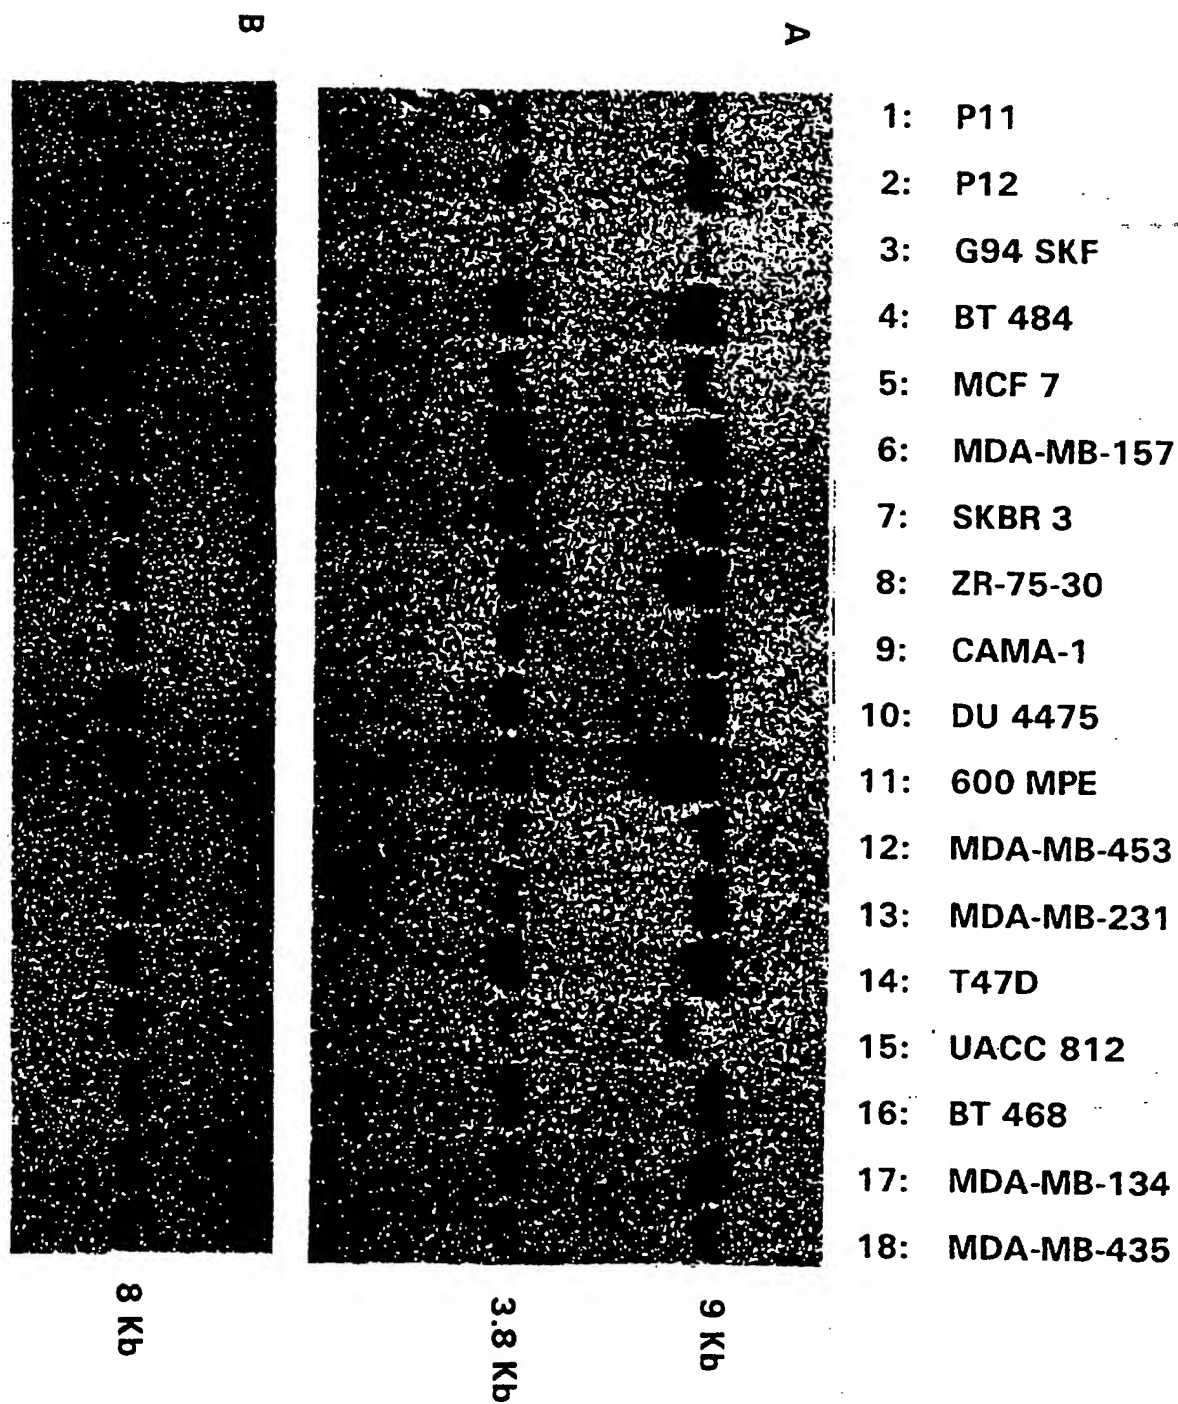 B
A
1: P11
2: P12
3: G94 SKF
4: BT 484
5: MCF 7
6: MDA-MB-157
7: SKBR 3
8: ZR-75-30
9: CAMA-1
10: DU 4475
11: 600 MPE
12: MDA-MB-453
13: MDA-MB-231
14: T47D
15: UACC 812
16: BT 468
17: MDA-MB-134
18: MDA-MB-435
8 Kb
3.8 Kb
9 Kb